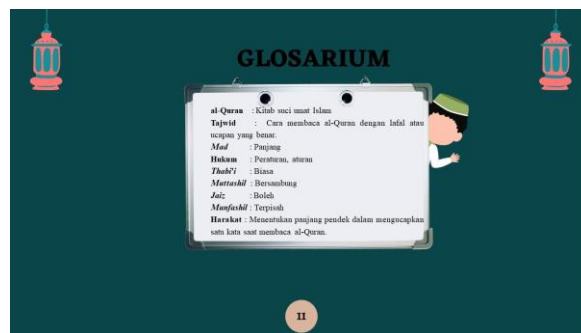 GLOSARIUM
al-Quran : Kitab suci umat Islam
Tajwid : Cara membaca al-Quran dengan lafal atau
ucapan yang benar.
Mad : Panjang
Hukum : Peraturan, aturan
Thabi'i : Biasa
Muttashil : Bersambung
Jaiz : Boleh
Munfashil : Terpisah
Harakat : Menentukan panjang pendek dalam mengucapkan
satu kata saat membaca al-Quran.
11